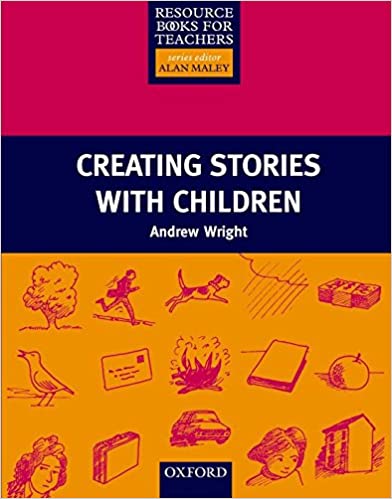 RESOURCE
BOOKS FOR
TEACHERS
series editor
ALAN MALEY
CREATING STORIES
WITH CHILDREN
Andrew Wright
OXFORD